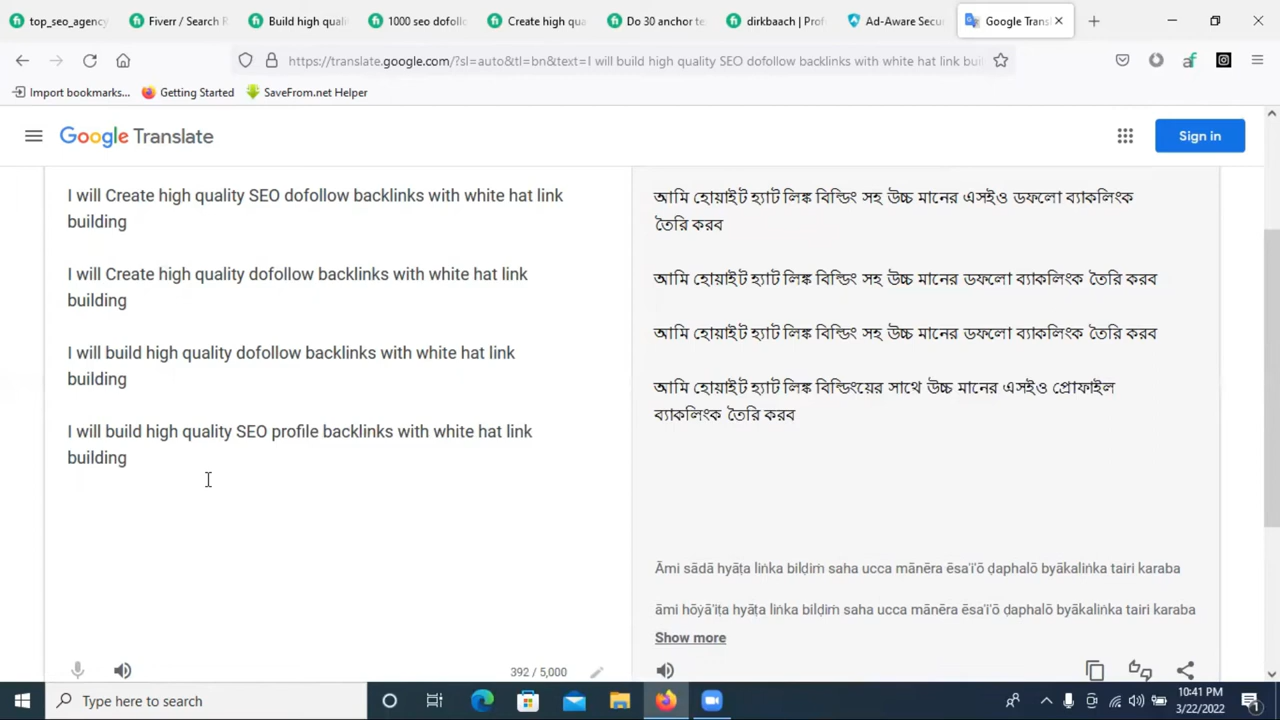 top_seo_agency
Fiverr / Search R
Build high quali
1000 seo dofollo
Create high qua
Do 30 anchor te
dirkbaach | Prof
Ad-Aware Secu
Google Trans
https://translate.google.com/?sl=auto&tl=bn&text=I will build high quality SEO dofollow backlinks with white hat link bui
Import bookmarks...
Getting Started
SaveFrom.net Helper
Google Translate
Sign in
I will Create high quality SEO dofollow backlinks with white hat link
building
I will Create high quality dofollow backlinks with white hat link
building
I will build high quality dofollow backlinks with white hat link
building
I will build high quality SEO profile backlinks with white hat link
building
392 / 5,000
আমি হোয়াইট হ্যাট লিঙ্ক বিল্ডিং সহ উচ্চ মানের এসইও ডফলো ব্যাকলিংক
তৈরি করব
আমি হোয়াইট হ্যাট লিঙ্ক বিল্ডিং সহ উচ্চ মানের ডফলো ব্যাকলিংক তৈরি করব
আমি হোয়াইট হ্যাট লিঙ্ক বিল্ডিং সহ উচ্চ মানের ডফলো ব্যাকলিংক তৈরি করব
আমি হোয়াইট হ্যাট লিঙ্ক বিল্ডিংয়ের সাথে উচ্চ মানের এসইও প্রোফাইল
ব্যাকলিংক তৈরি করব
Āmi sādā hyāṭa liṅka bilḍiṁ saha ucca mānēra ēsa'i'ō ḍaphalō byākaliṅka tairi karaba
āmi hōẏā'iṭa hyāṭa liṅka bilḍiṁ saha ucca mānēra ēsa'i'ō ḍaphalō byākaliṅka tairi karaba
Show more
Type here to search
10:41 PM
3/22/2022
1